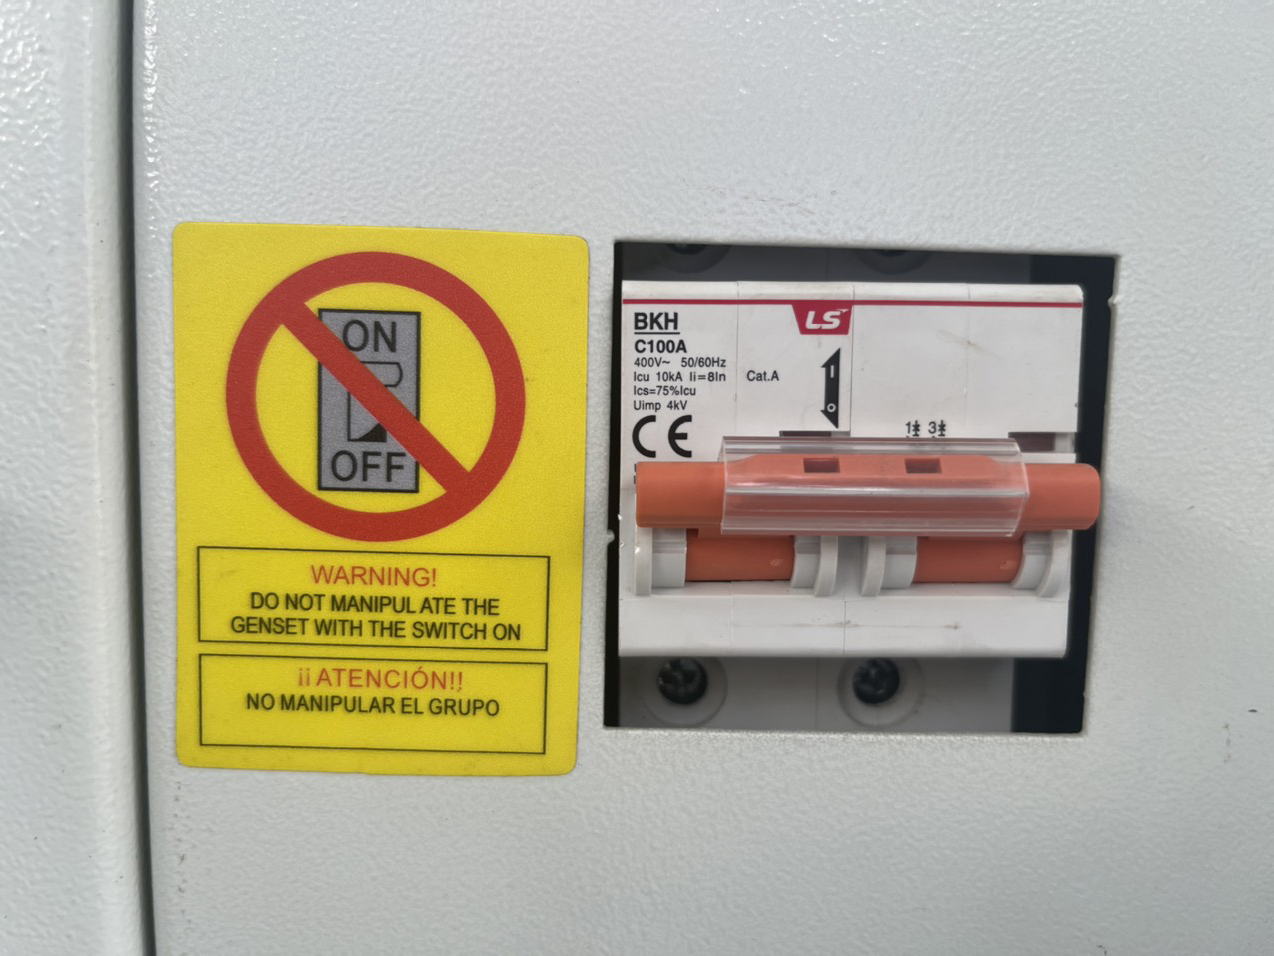 ON
OFF
WARNING!
DO NOT MANIPUL ATE THE
GENSET WITH THE SWITCH ON
¡¡ATENCIÓN!!
NO MANIPULAR EL GRUPO
BKH
LS
C100A
400V~ 50/60Hz
Icu 10kA Ii=8In Cat.A
Ics=75%Icu
Uimp 4kV
CE
I
O
1 3